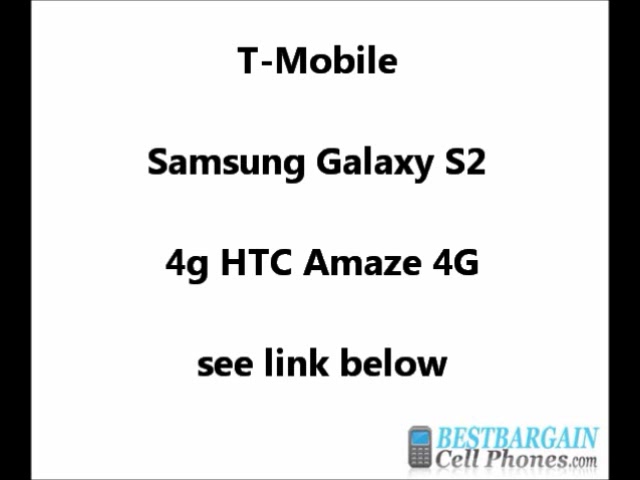 T-Mobile
Samsung Galaxy S2
4g HTC Amaze 4G
see link below
BESTBARGAIN
Cell Phones.com